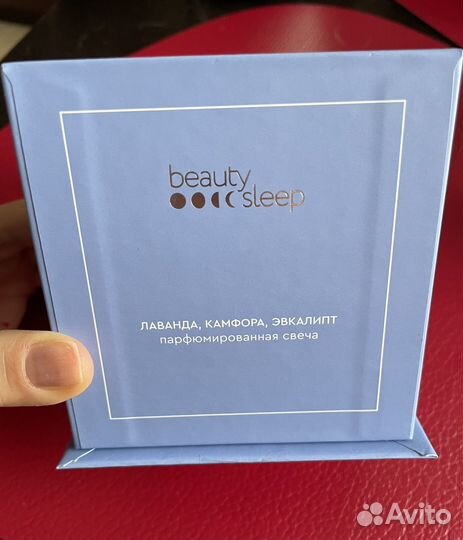 beauty
sleep
ЛАВАНДА, КАМФОРА, ЭВКАЛИПТ
парфюмированная свеча
Avito